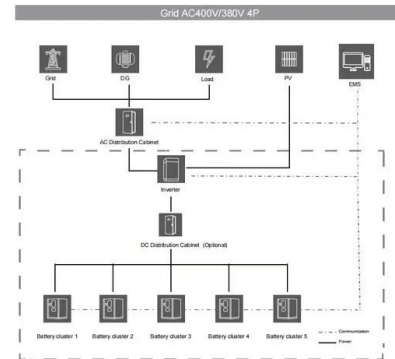 Grid AC400V/380V 4P
Grid
DG
Load
PV
EMS
AC Distribution Cabinet
Inverter
DC Distribution Cabinet (Optional)
Battery cluster 1
Battery cluster 2
Battery cluster 3
Battery cluster 4
Battery cluster 5
Communication
Power